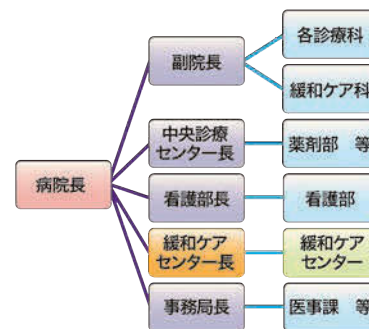 各診療科
副院長
緩和ケア科
中央診療
センター長
薬剤部 等
病院長
看護部長
看護部
緩和ケア
センター長
緩和ケア
センター
事務局長
医事課 等